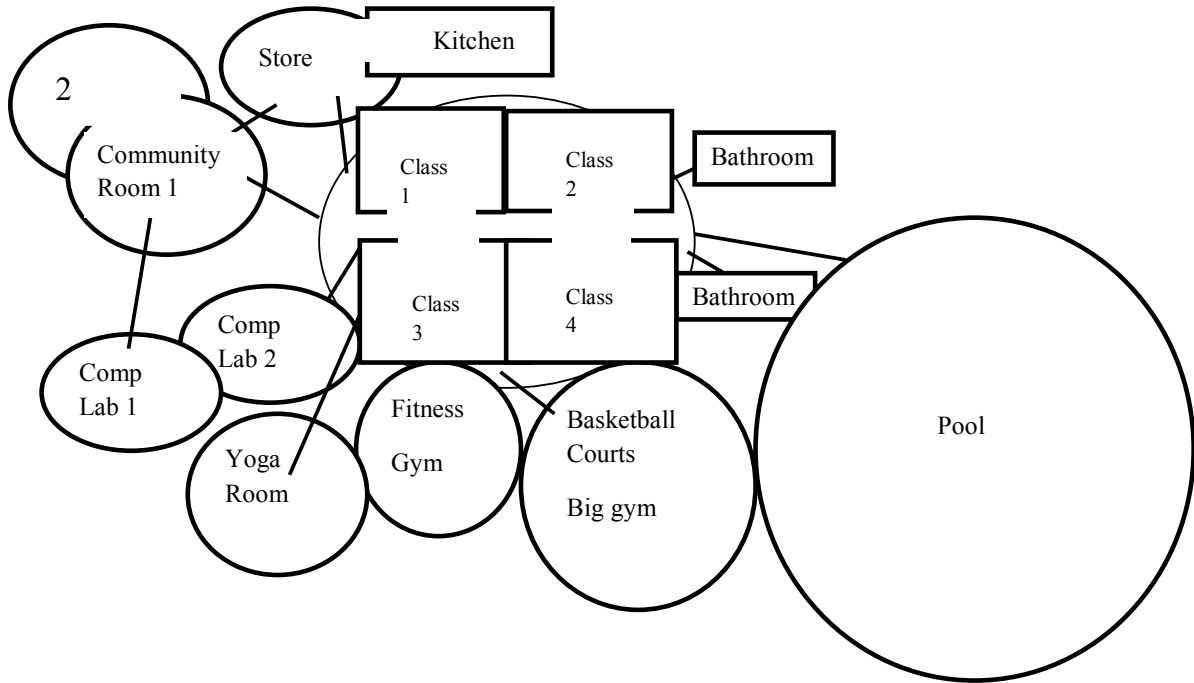 Kitchen
Store
2
Community
Room 1
Class
1
Class
2
Bathroom
Class
3
Class
4
Bathroom
Comp
Lab 2
Comp
Lab 1
Fitness
Gym
Basketball
Courts
Big gym
Pool
Yoga
Room